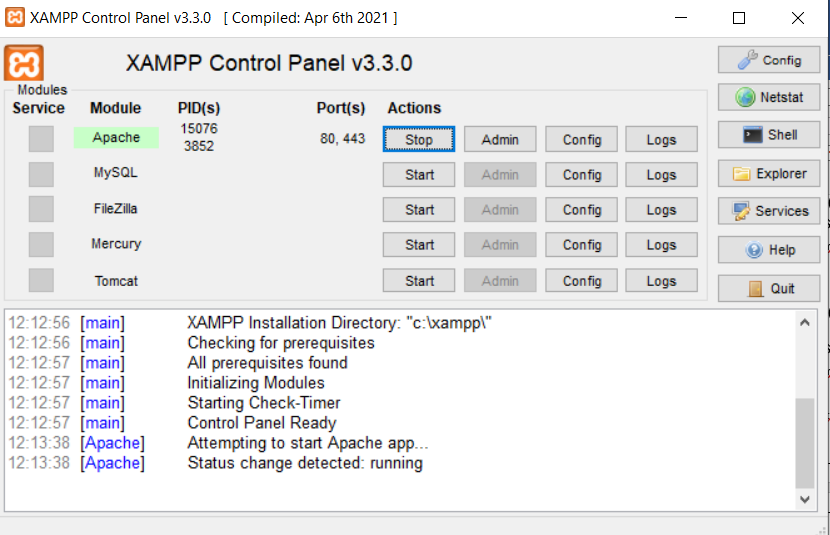 XAMPP Control Panel v3.3.0 [ Compiled: Apr 6th 2021 ]
XAMPP Control Panel v3.3.0
Config
Modules
Service Module PID(s) Port(s) Actions
Netstat
Apache 15076 3852 80, 443 Stop Admin Config Logs
Shell
MySQL Start Admin Config Logs
Explorer
FileZilla Start Admin Config Logs
Services
Mercury Start Admin Config Logs
Help
Tomcat Start Admin Config Logs
Quit
12:12:56 [main] XAMPP Installation Directory: "c:\xampp\"
12:12:56 [main] Checking for prerequisites
12:12:57 [main] All prerequisites found
12:12:57 [main] Initializing Modules
12:12:57 [main] Starting Check-Timer
12:12:57 [main] Control Panel Ready
12:13:38 [Apache] Attempting to start Apache app...
12:13:38 [Apache] Status change detected: running